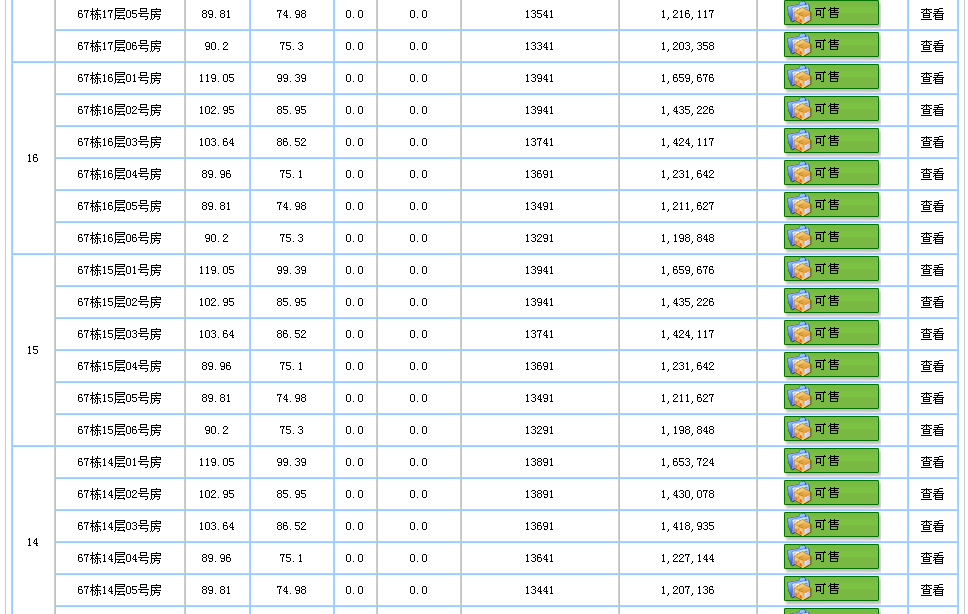 67栋17层05号房 89.81 74.98 0.0 0.0 13541 1,216,117 可售 查看
67栋17层06号房 90.2 75.3 0.0 0.0 13341 1,203,358 可售 查看
67栋16层01号房 119.05 99.39 0.0 0.0 13941 1,659,676 可售 查看
67栋16层02号房 102.95 85.95 0.0 0.0 13941 1,435,226 可售 查看
67栋16层03号房 103.64 86.52 0.0 0.0 13741 1,424,117 可售 查看
16
67栋16层04号房 89.96 75.1 0.0 0.0 13691 1,231,642 可售 查看
67栋16层05号房 89.81 74.98 0.0 0.0 13491 1,211,627 可售 查看
67栋16层06号房 90.2 75.3 0.0 0.0 13291 1,198,848 可售 查看
67栋15层01号房 119.05 99.39 0.0 0.0 13941 1,659,676 可售 查看
67栋15层02号房 102.95 85.95 0.0 0.0 13941 1,435,226 可售 查看
67栋15层03号房 103.64 86.52 0.0 0.0 13741 1,424,117 可售 查看
15
67栋15层04号房 89.96 75.1 0.0 0.0 13691 1,231,642 可售 查看
67栋15层05号房 89.81 74.98 0.0 0.0 13491 1,211,627 可售 查看
67栋15层06号房 90.2 75.3 0.0 0.0 13291 1,198,848 可售 查看
67栋14层01号房 119.05 99.39 0.0 0.0 13891 1,653,724 可售 查看
67栋14层02号房 102.95 85.95 0.0 0.0 13891 1,430,078 可售 查看
67栋14层03号房 103.64 86.52 0.0 0.0 13691 1,418,935 可售 查看
14
67栋14层04号房 89.96 75.1 0.0 0.0 13641 1,227,144 可售 查看
67栋14层05号房 89.81 74.98 0.0 0.0 13441 1,207,136 可售 查看